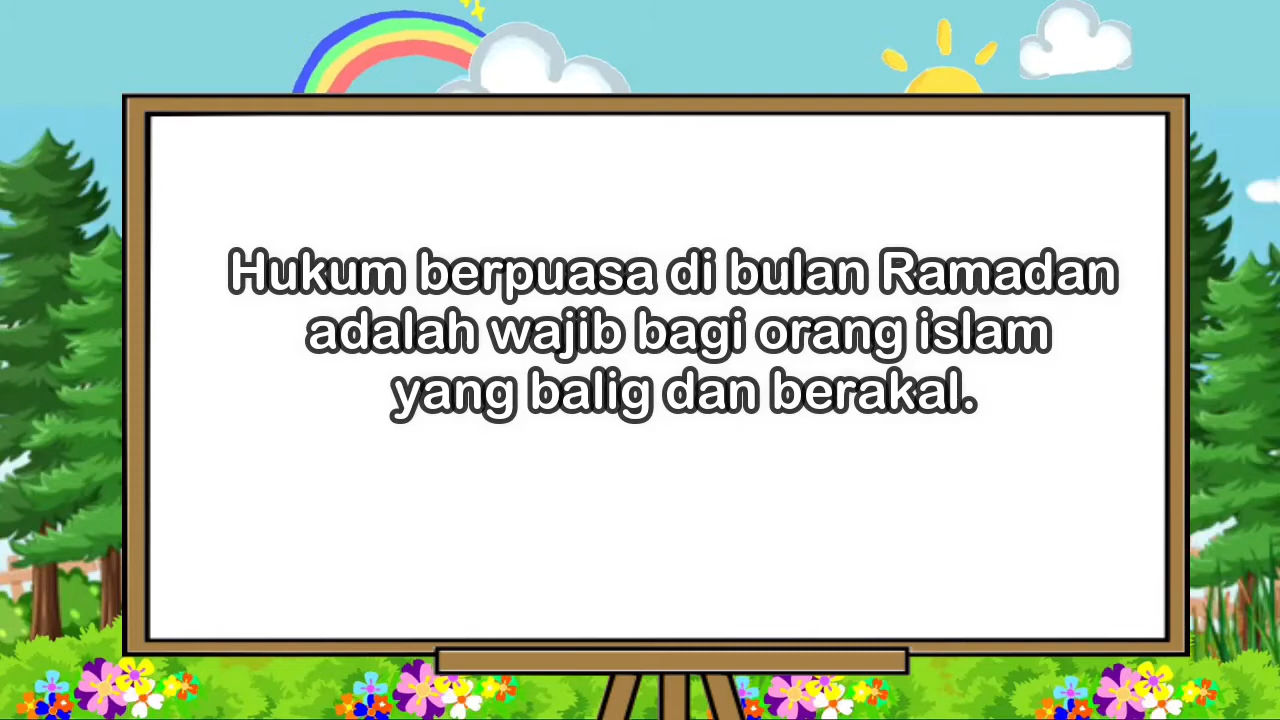 Hukum berpuasa di bulan Ramadan
adalah wajib bagi orang islam
yang balig dan berakal.